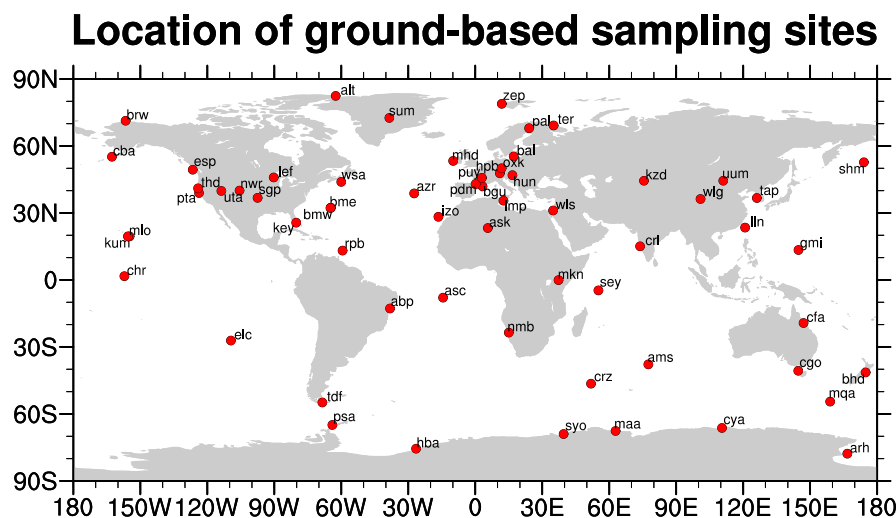 Location of ground-based sampling sites
90N
alt
zep
brw
sum
pal
ter
60N
cba
mhd
bal
shm
esp
lef
wsa
hpb
oxk
puy
hun
kzd
uum
thd
nwr
sgp
pta
uta
azr
pdm
bgu
lmp
wlg
tap
30N
bme
bmw
izo
wls
key
ask
lln
mlo
kum
rpb
crl
gmi
0
chr
mkn
sey
asc
abp
cfa
elc
nmb
30S
ams
cgo
crz
bhd
mqa
tdf
60S
psa
syo
maa
cya
hba
arh
90S
180 150W 120W 90W 60W 30W 0 30E 60E 90E 120E 150E 180